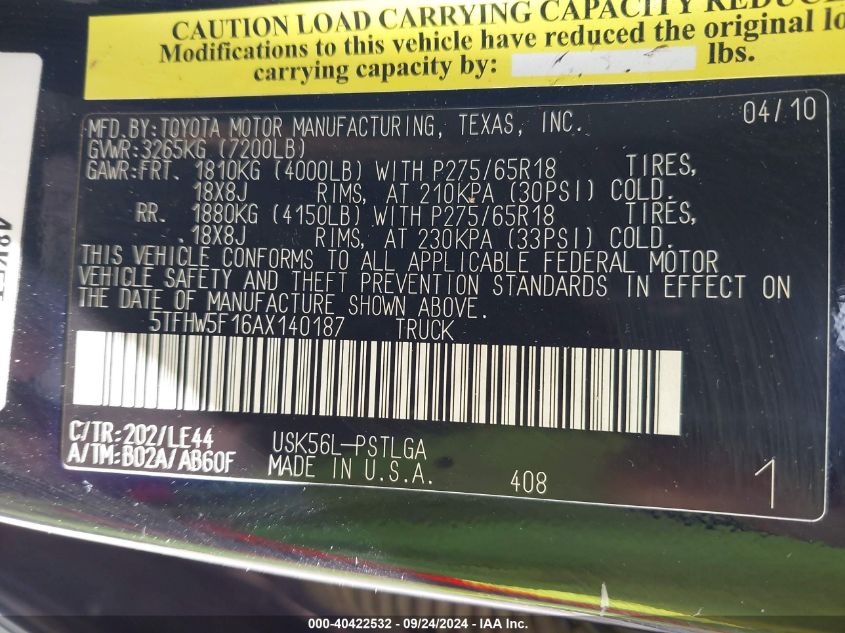 CAUTION LOAD CARRYING CAPACITY REDUCE
Modifications to this vehicle have reduced the original lo
carrying capacity by: lbs.
04/10
MFD.BY:TOYOTA MOTOR MANUFACTURING, TEXAS, INC.
GVWR:3265KG (7200LB)
GAWR:FRT. 1810KG (4000LB) WITH P275/65R18 TIRES,
18X8J RIMS, AT 210KPA (30PSI) COLD.
RR. 1880KG (4150LB) WITH P275/65R18 TIRES,
18X8J RIMS, AT 230KPA (33PSI) COLD.
THIS VEHICLE CONFORMS TO ALL APPLICABLE FEDERAL MOTOR
VEHICLE SAFETY AND THEFT PREVENTION STANDARDS IN EFFECT ON
THE DATE OF MANUFACTURE SHOWN ABOVE.
5TFHW5F16AX140187 TRUCK
C/TR:202/LE44 USK56L-PSTLGA
A/TM:B02A/AB60F MADE IN U.S.A. 408 1
000-40422532 - 09/24/2024 - IAA Inc.